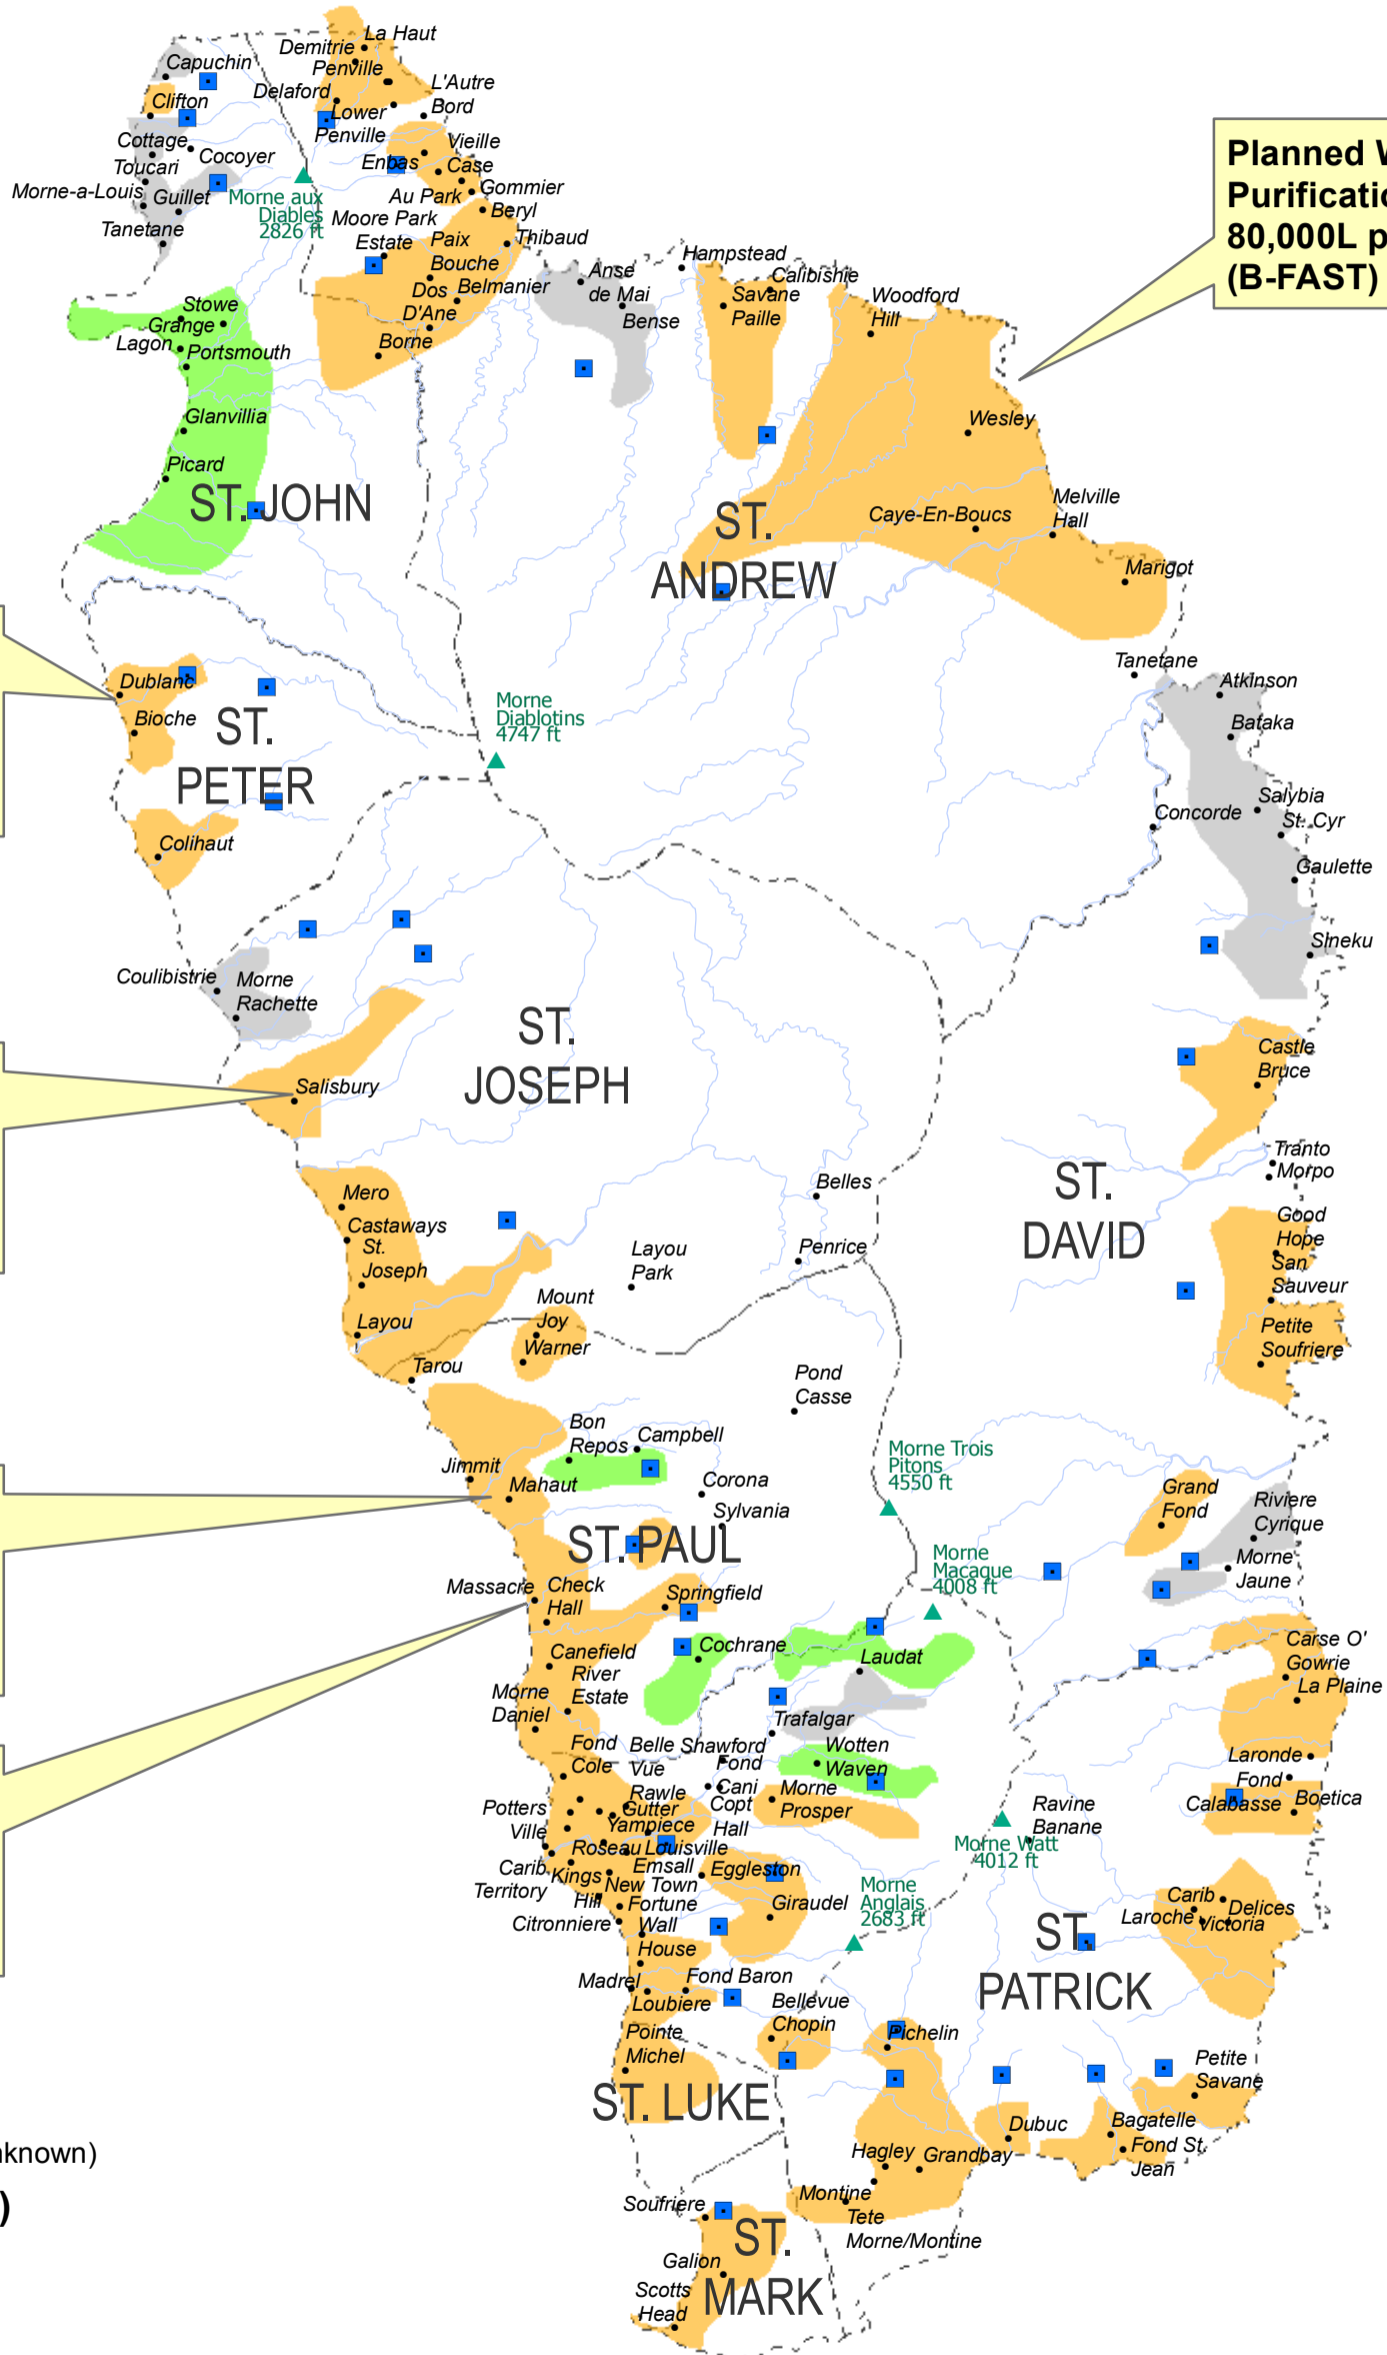 La Haut
Demitrie
Penville
Capuchin
L'Autre
Bord
Delaford
Lower
Penville
Clifton
Vieille
Case
Enbas
Cottage
Cocoyer
Toucari
Morne-a-Louis
Guillet
Tanetane
Morne aux
Diables
2826 ft
Au Park
Gommier
Beryl
Moore Park
Estate
Paix
Bouche
Thibaud
Dos
D'Ane
Belmanier
Borne
Planned W
Purificatio
80,000L p
(B-FAST)
Hampstead
Anse
de Mai
Bense
Calibishie
Savane
Paille
Woodford
Hill
Stowe
Grange
Lagon
Portsmouth
Glanvillia
Picard
ST. JOHN
Wesley
Melville
Hall
Caye-En-Boucs
ST.
ANDREW
Marigot
Tanetane
Atkinson
Bataka
Dublanc
Bioche
ST.
PETER
Morne
Diablotins
4747 ft
Colihaut
Concorde
Salybia
St. Cyr
Gaulette
Sineku
Coulibistrie
Morne
Rachette
ST.
JOSEPH
Salisbury
Castle
Bruce
Tranto
Morpo
ST.
DAVID
Mero
Castaways
St.
Joseph
Layou
Belles
Penrice
Layou
Park
Good
Hope
San
Sauveur
Petite
Soufriere
Mount
Joy
Warner
Tarou
Pond
Casse
Bon
Repos
Campbell
Jimmit
Mahaut
Corona
Sylvania
ST. PAUL
Morne Trois
Pitons
4550 ft
Grand
Fond
Riviere
Cyrique
Morne
Jaune
Morne
Macaque
4008 ft
Massacre
Check
Hall
Springfield
Canefield
River
Estate
Cochrane
Laudat
Morne
Daniel
Trafalgar
Carse O'
Gowrie
La Plaine
Fond
Cole
Belle
Vue
Rawle
Shawford
Fond
Cani
Wotten
Waven
Laronde
Fond
Calabasse
Boetica
Morne
Prosper
Copt
Hall
Potters
Ville
Gutter
Yampiece
Roseau
Louisville
Ravine
Banane
Morne Watt
4012 ft
Carib
Territory
Kings
Hill
Emsall
New Town
Eggleston
Giraudel
Morne
Anglais
2683 ft
Fortune
Citronniere
Wall
House
Carib
Laroche
Victoria
Delices
ST.
PATRICK
Madrel
Loubiere
Fond Baron
Bellevue
Chopin
Pichelin
Pointe
Michel
ST. LUKE
Petite
Savane
Dubuc
Bagatelle
Fond St.
Jean
Hagley
Grandbay
Montine
Tete
Morne/Montine
nknown)
)
Soufriere
ST.
MARK
Galion
Scotts
Head